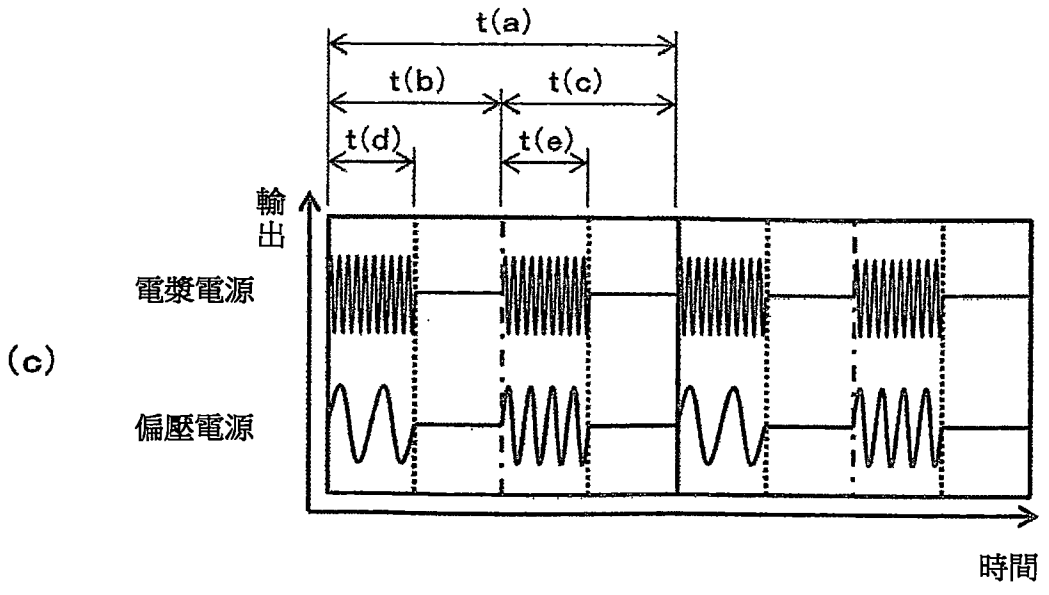 t(a)
t(b)
t(c)
t(d)
t(e)
輸出
電漿電源
(c)
偏壓電源
時間